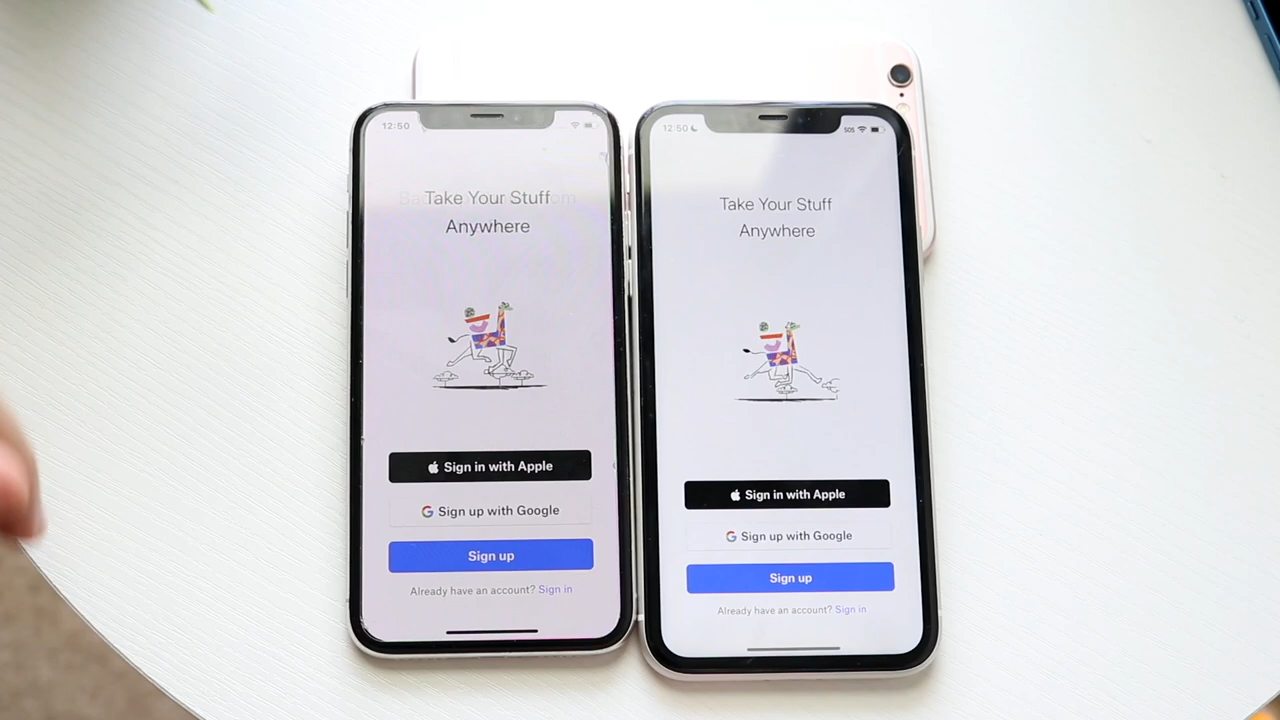 12:50
Take Your Stuff
Anywhere
Sign in with Apple
Sign up with Google
Sign up
Already have an account? Sign in
12:50
SOS
Take Your Stuff
Anywhere
Sign in with Apple
Sign up with Google
Sign up
Already have an account? Sign in